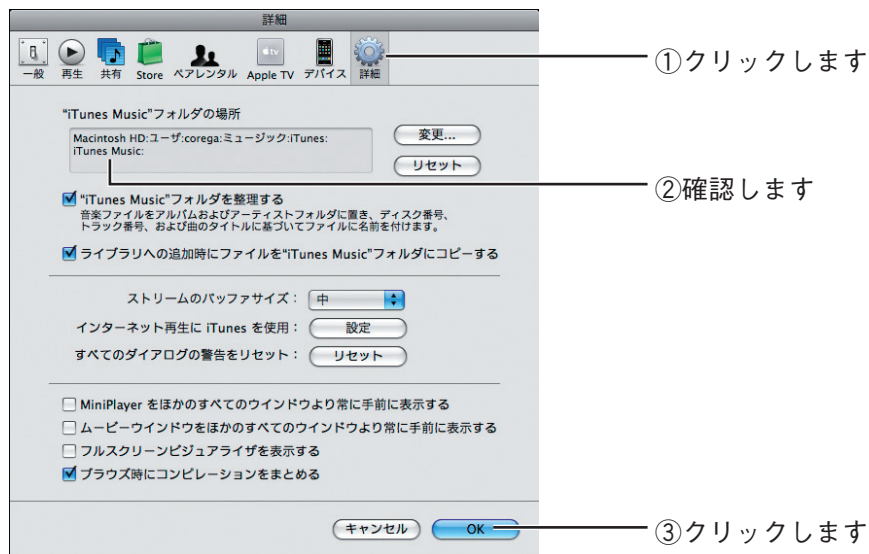 詳細
一般 再生 共有 Store ペアレンタル Apple TV デバイス 詳細
①クリックします
“iTunes Music”フォルダの場所
Macintosh HD:ユーザ:corega:ミュージック:iTunes:
iTunes Music:
変更...
リセット
②確認します
“iTunes Music”フォルダを整理する
音楽ファイルをアルバムおよびアーティストフォルダに置き、ディスク番号、
トラック番号、および曲のタイトルに基づいてファイルに名前を付けます。
ライブラリへの追加時にファイルを“iTunes Music”フォルダにコピーする
ストリームのバッファサイズ： 中
インターネット再生に iTunes を使用： 設定
すべてのダイアログの警告をリセット： リセット
MiniPlayer をほかのすべてのウインドウより常に手前に表示する
ムービーウインドウをほかのすべてのウインドウより常に手前に表示する
フルスクリーンビジュアライザを表示する
ブラウズ時にコンピレーションをまとめる
キャンセル OK
③クリックします